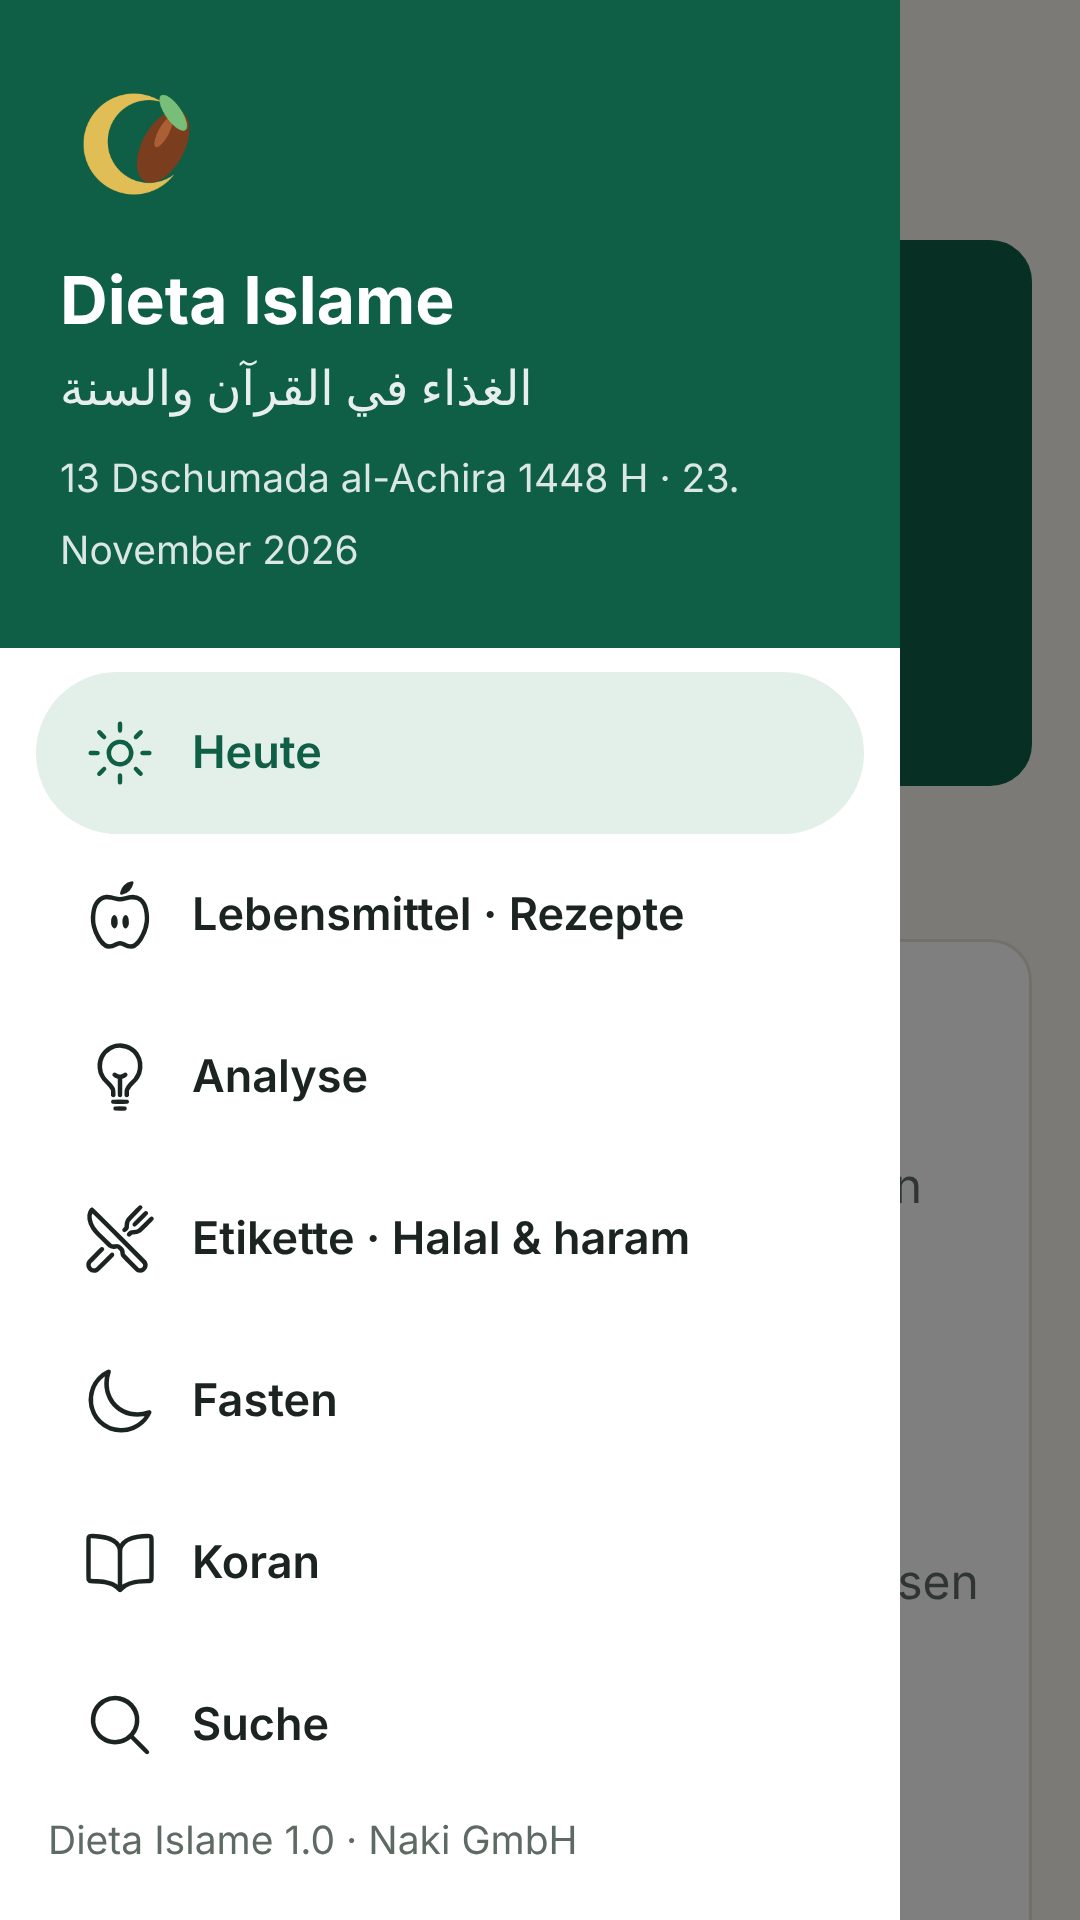 Dieta Islame
الغذاء في القرآن والسنة
13 Dschumada al-Achira 1448 H · 23.
November 2026
Heute
Lebensmittel · Rezepte
Analyse
Etikette · Halal & haram
Fasten
Koran
Suche
Dieta Islame 1.0 · Naki GmbH